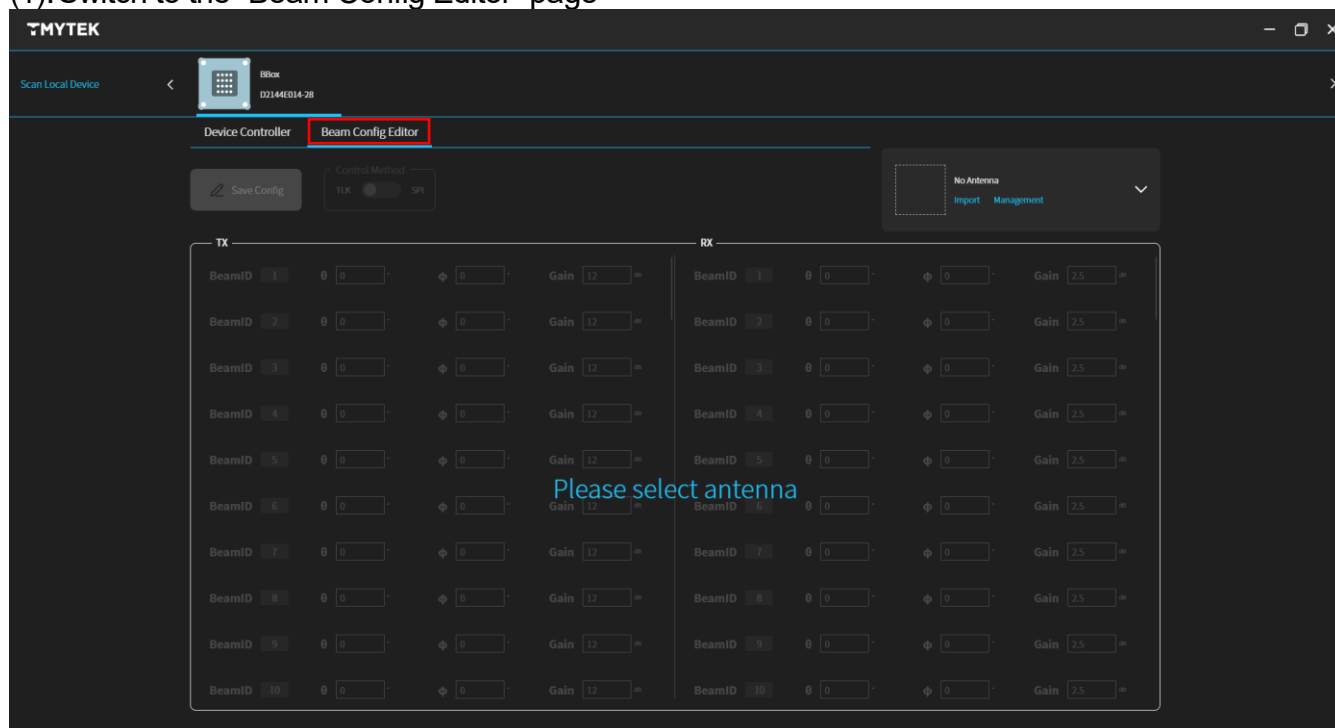 (1).Switch to the "Beam Config Editor" page
TMYTEK
Scan Local Device
BBox
D2144E014-28
Device Controller Beam Config Editor
Save Config
Control Method
TLK SPI
No Antenna
Import Management
TX
RX
BeamID 1 θ 0 ° ϕ 0 ° Gain 12 dB BeamID 1 θ 0 ° ϕ 0 ° Gain 2.5 dB
BeamID 2 θ 0 ° ϕ 0 ° Gain 12 dB BeamID 2 θ 0 ° ϕ 0 ° Gain 2.5 dB
BeamID 3 θ 0 ° ϕ 0 ° Gain 12 dB BeamID 3 θ 0 ° ϕ 0 ° Gain 2.5 dB
BeamID 4 θ 0 ° ϕ 0 ° Gain 12 dB BeamID 4 θ 0 ° ϕ 0 ° Gain 2.5 dB
BeamID 5 θ 0 ° ϕ 0 ° Gain 12 dB BeamID 5 θ 0 ° ϕ 0 ° Gain 2.5 dB
Please select antenna
BeamID 6 θ 0 ° ϕ 0 ° Gain 12 dB BeamID 6 θ 0 ° ϕ 0 ° Gain 2.5 dB
BeamID 7 θ 0 ° ϕ 0 ° Gain 12 dB BeamID 7 θ 0 ° ϕ 0 ° Gain 2.5 dB
BeamID 8 θ 0 ° ϕ 0 ° Gain 12 dB BeamID 8 θ 0 ° ϕ 0 ° Gain 2.5 dB
BeamID 9 θ 0 ° ϕ 0 ° Gain 12 dB BeamID 9 θ 0 ° ϕ 0 ° Gain 2.5 dB
BeamID 10 θ 0 ° ϕ 0 ° Gain 12 dB BeamID 10 θ 0 ° ϕ 0 ° Gain 2.5 dB